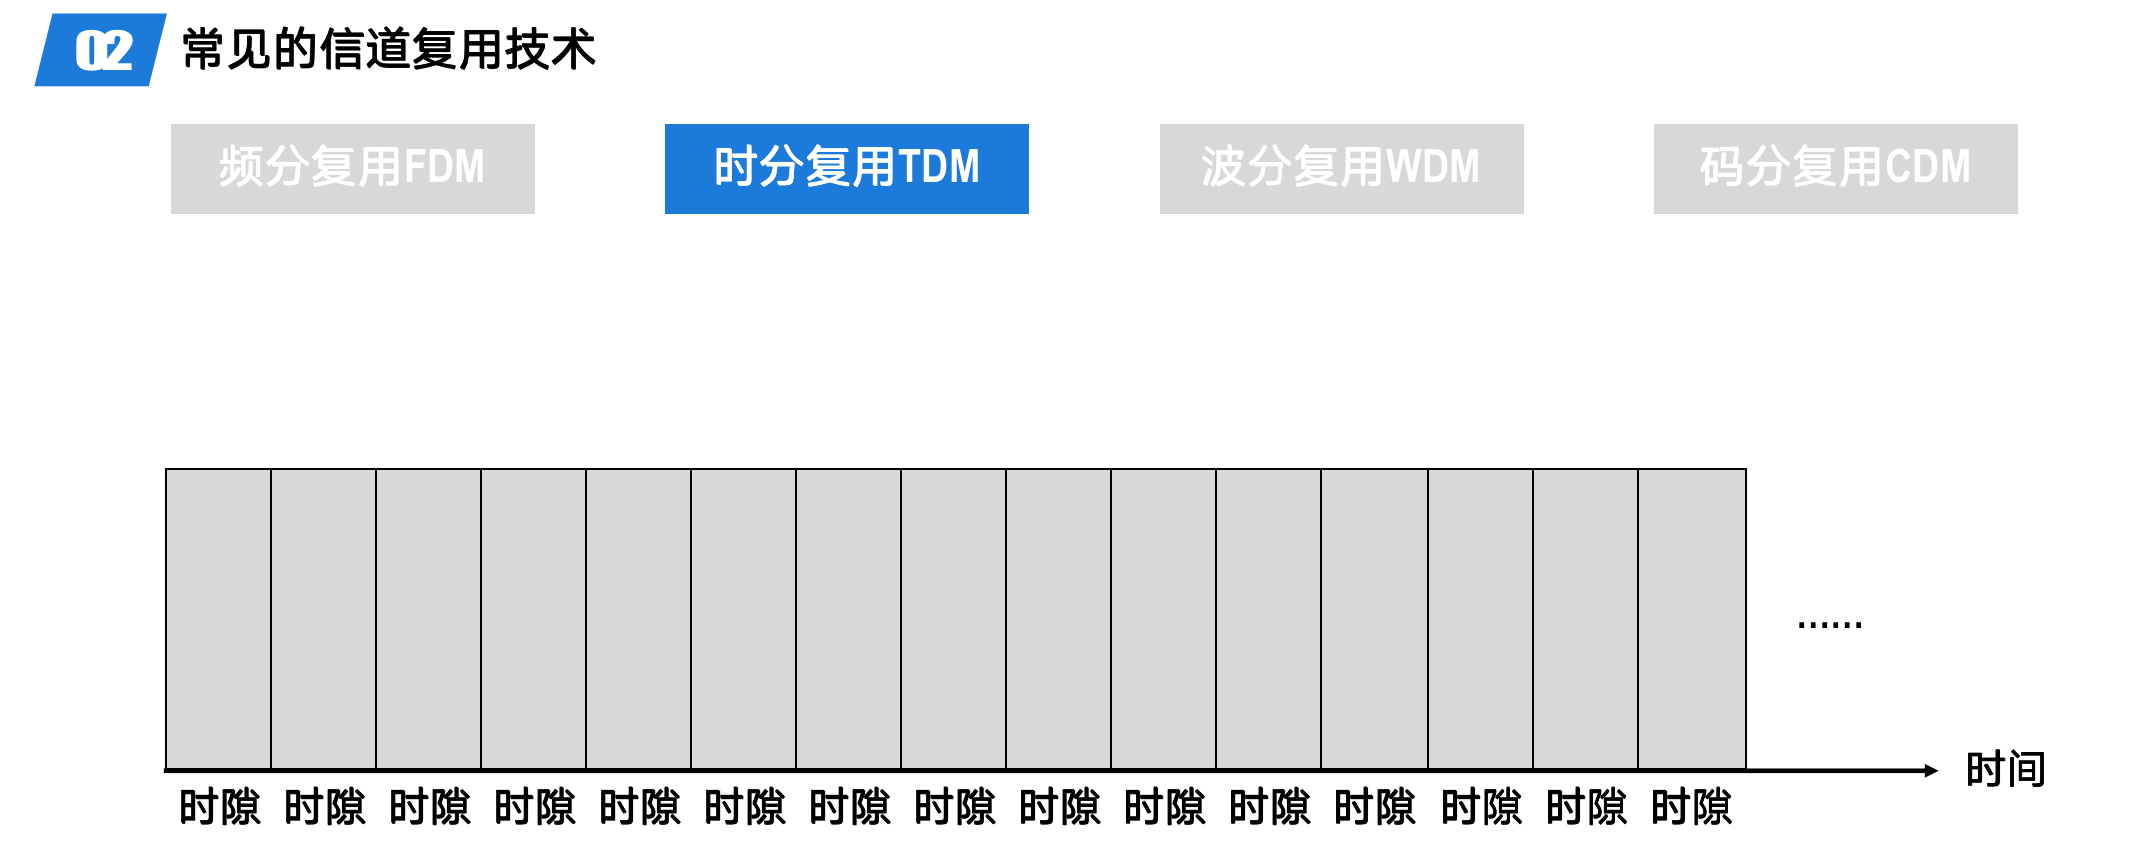 02 常见的信道复用技术
频分复用FDM 时分复用TDM 波分复用WDM 码分复用CDM
......
时间
时隙 时隙 时隙 时隙 时隙 时隙 时隙 时隙 时隙 时隙 时隙 时隙 时隙 时隙 时隙